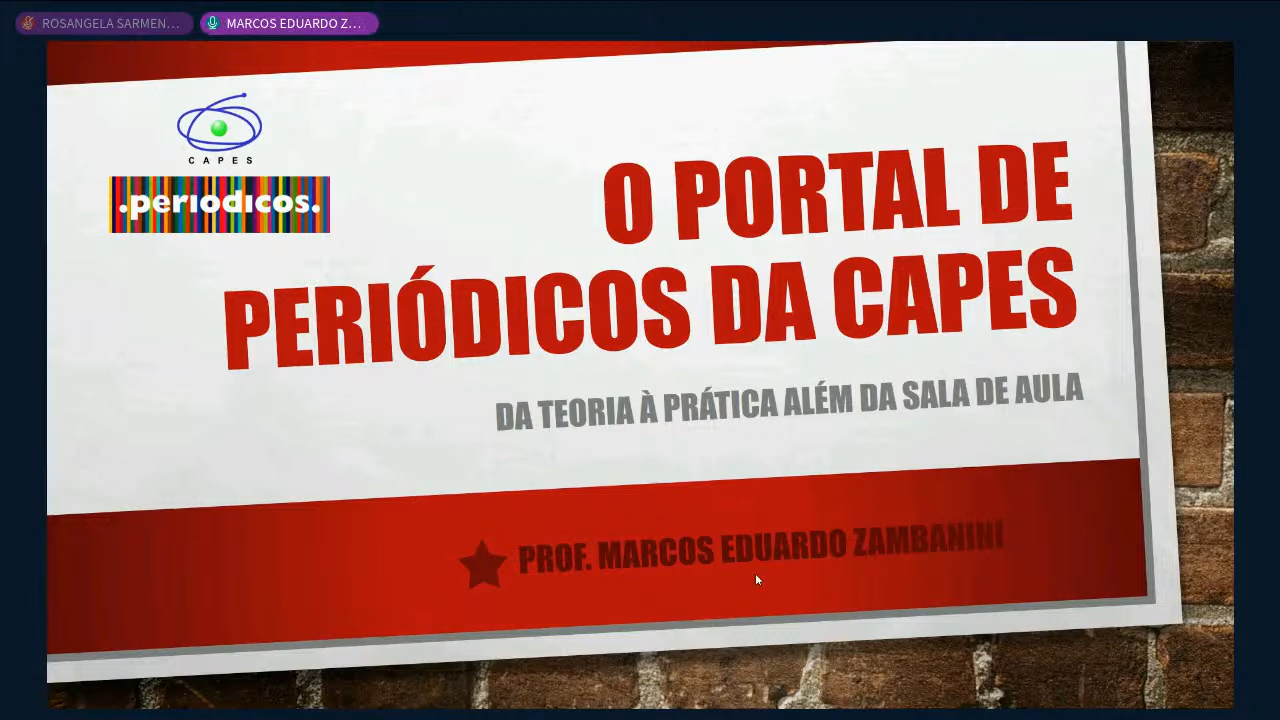 ROSANGELA SARMEN...
MARCOS EDUARDO Z...
CAPES
.periodicos.
O PORTAL DE
PERIÓDICOS DA CAPES
DA TEORIA À PRÁTICA ALÉM DA SALA DE AULA
PROF. MARCOS EDUARDO ZAMBANINI